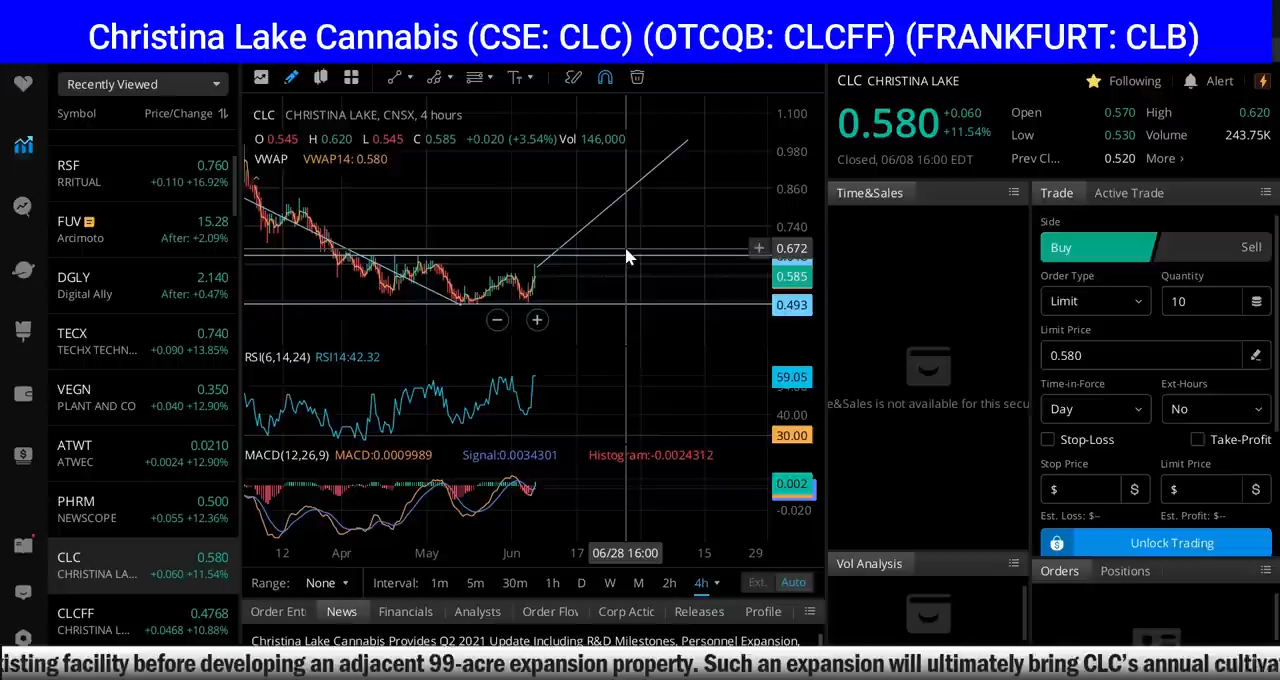 Christina Lake Cannabis (CSE: CLC) (OTCQB: CLCFF) (FRANKFURT: CLB)
Recently Viewed
Symbol Price/Change
RSF 0.760
RRITUAL +0.110 +16.92%
FUV 15.28
Arcimoto After: +2.09%
DGLY 2.140
Digital Ally After: +0.47%
TECX 0.740
TECHX TECHN... +0.090 +13.85%
VEGN 0.350
PLANT AND CO +0.040 +12.90%
ATWT 0.0210
ATWEC +0.0024 +12.90%
PHRM 0.500
NEWSCOPE +0.055 +12.36%
CLC 0.580
CHRISTINA LA... +0.060 +11.54%
CLCFF 0.4768
CHRISTINA L... +0.0468 +10.88%
CLC CHRISTINA LAKE, CNSX, 4 hours
O 0.545 H 0.620 L 0.545 C 0.585 +0.020 (+3.54%) Vol 146,000
VWAP VWAP14: 0.580
1.100
0.980
0.860
0.740
0.672
0.585
0.493
RSI(6,14,24) RSI14:42.32
59.05
40.00
30.00
MACD(12,26,9) MACD:0.0009989 Signal:0.0034301 Histogram:-0.0024312
0.002
-0.020
12 Apr May Jun 17 06/28 16:00 15 29
Range: None Interval: 1m 5m 30m 1h D W M 2h 4h Ext. Auto
Order Ent News Financials Analysts Order Flov Corp Actic Releases Profile
Christina Lake Cannabis Provides Q2 2021 Update Including R&D Milestones, Personnel Expansion,
CLC CHRISTINA LAKE Following Alert
0.580 +0.060
+11.54%
Closed, 06/08 16:00 EDT
Open 0.570 High 0.620
Low 0.530 Volume 243.75K
Prev Cl... 0.520 More ›
Time&Sales
e&Sales is not available for this secu
Vol Analysis
Trade Active Trade
Side
Buy Sell
Order Type Quantity
Limit 10
Limit Price
0.580
Time-in-Force Ext-Hours
Day No
Stop-Loss Take-Profit
Stop Price Limit Price
$ $ $ $
Est. Loss: $-- Est. Profit: $--
Unlock Trading
Orders Positions
xisting facility before developing an adjacent 99-acre expansion property. Such an expansion will ultimately bring CLC's annual cultiva